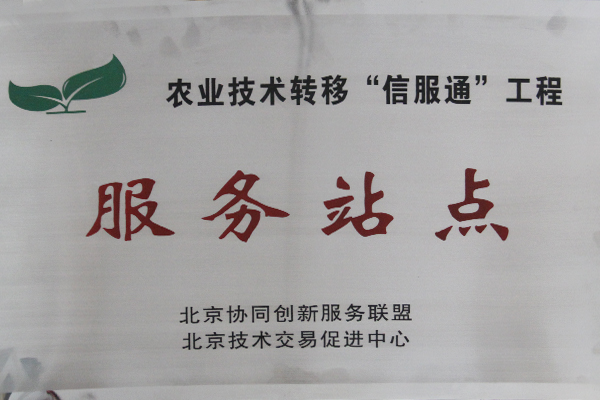 农业技术转移“信服通”工程
服务站点
北京协同创新服务联盟
北京技术交易促进中心